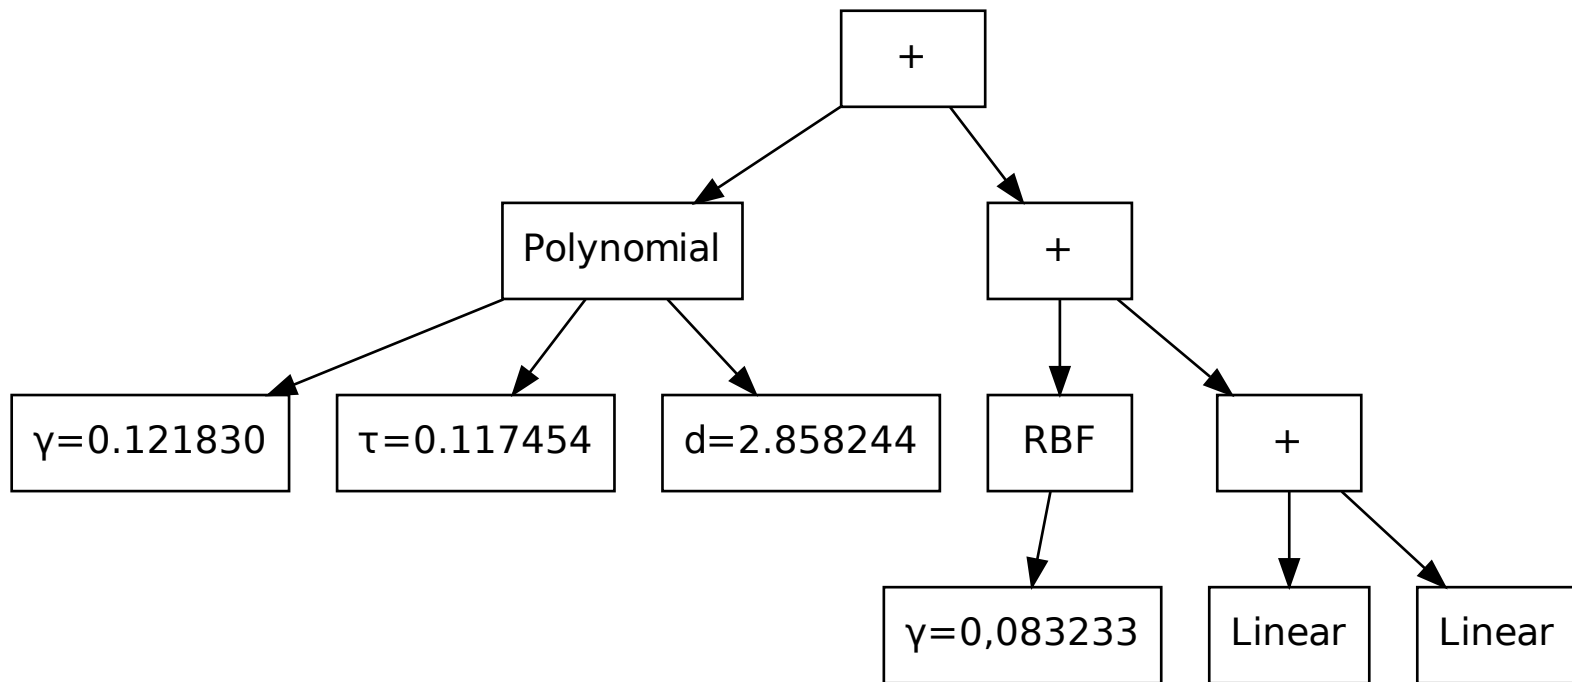 +
Polynomial
+
γ=0.121830
τ=0.117454
d=2.858244
RBF
+
γ=0,083233
Linear
Linear